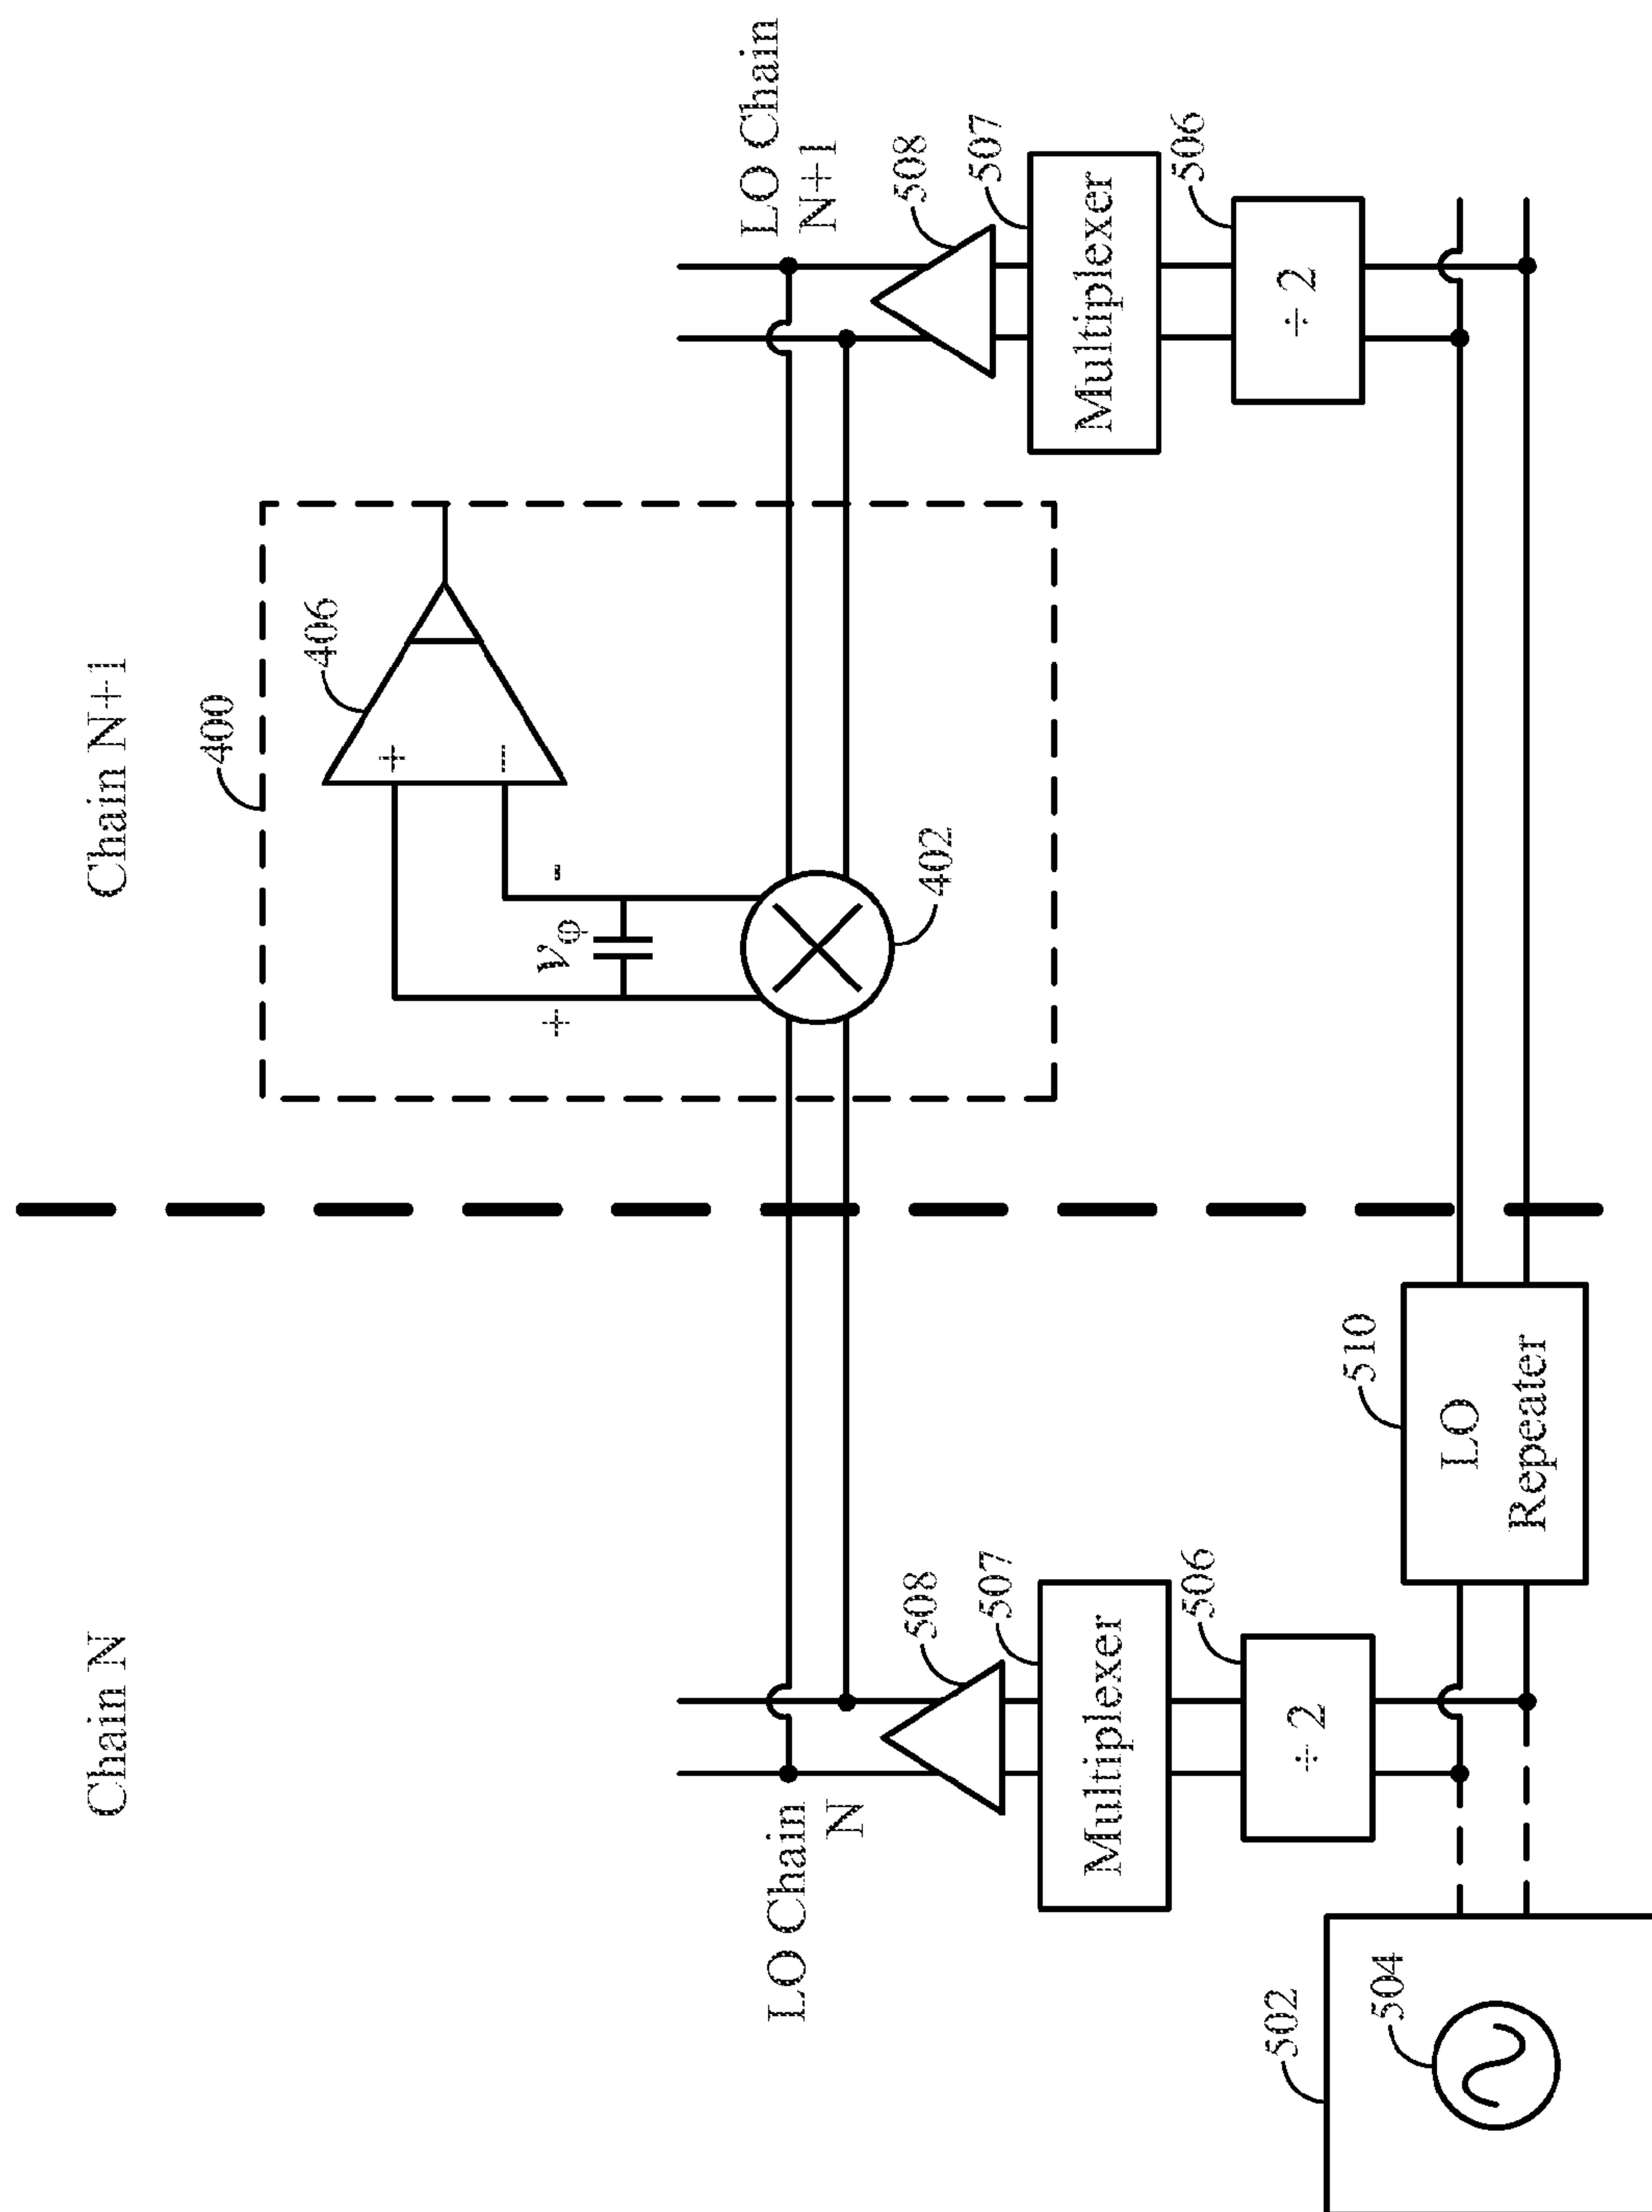 Chain N
Chain N+1
400
406
+
−
+
-
νφ
402
LO Chain
N
LO Chain
N+1
508
508
507
507
Multiplexer
Multiplexer
506
506
÷ 2
÷ 2
502
504
510
LO
Repeater